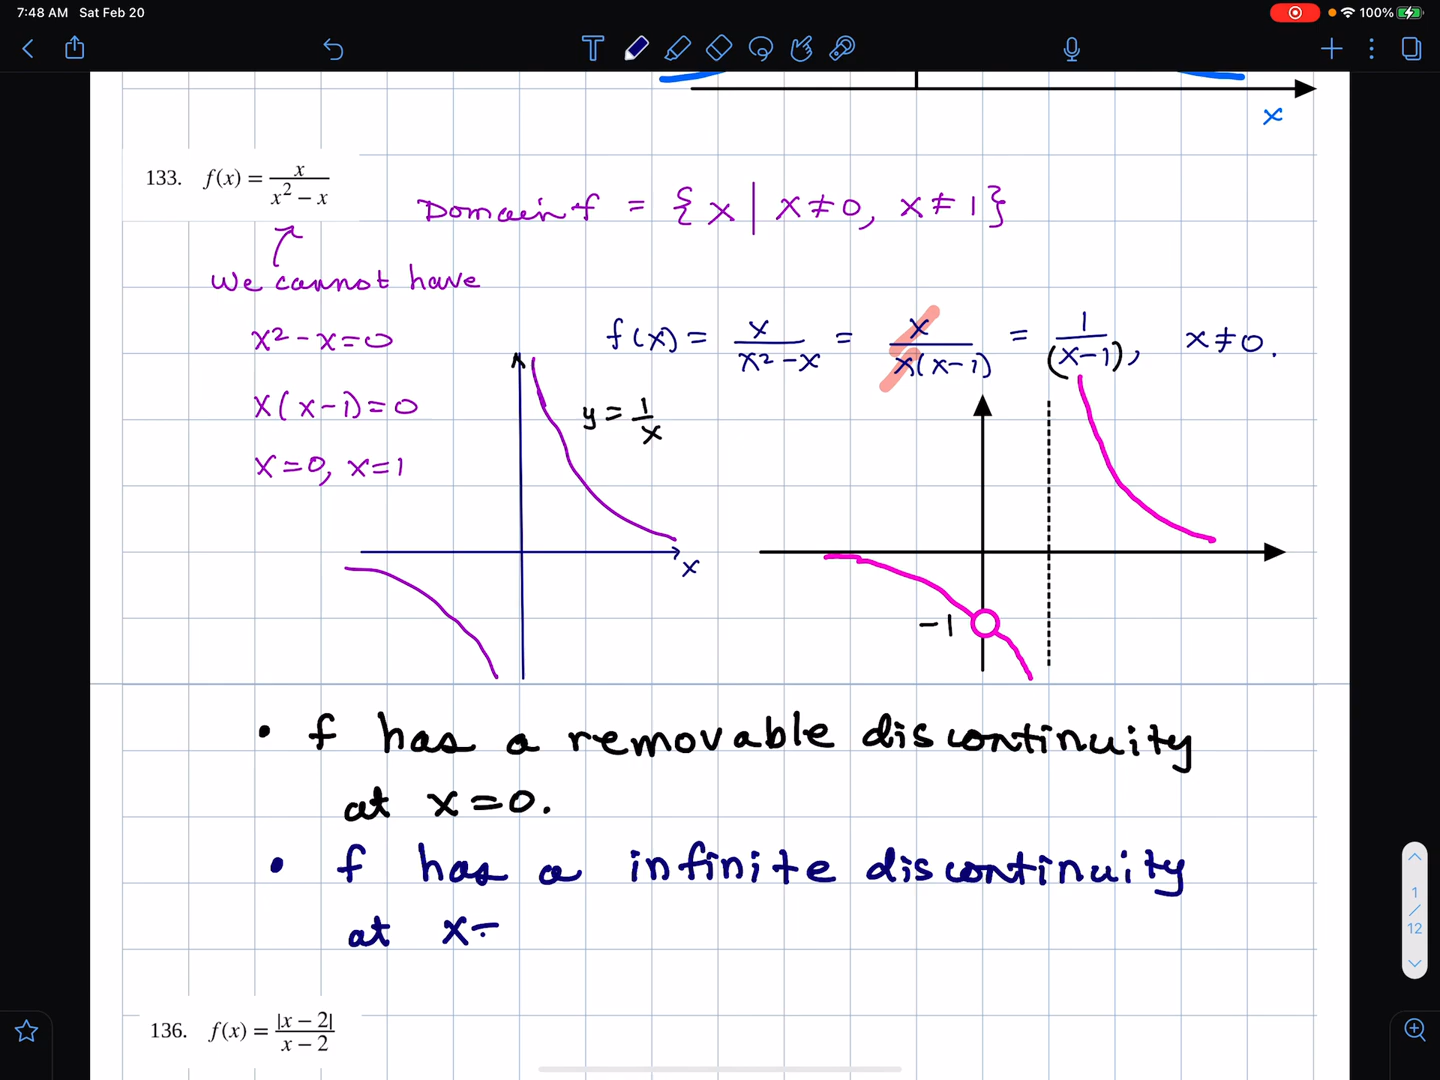 7:48 AM Sat Feb 20
100%
x
133. f(x) = x / (x² − x)
Domain f = {x | x ≠ 0, x ≠ 1}
we cannot have
x² − x = 0
f(x) = x / (x² − x) = x / (x(x−1)) = 1 / (x−1), x ≠ 0.
x(x−1) = 0
y = 1/x
x = 0, x = 1
x
−1
• f has a removable discontinuity
at x = 0.
• f has a infinite discontinuity
at x =
1 / 12
136. f(x) = |x − 2| / (x − 2)